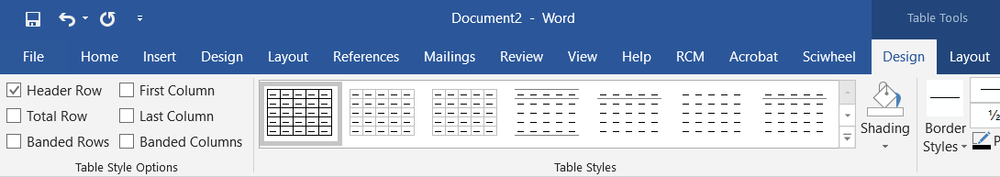 Document2 - Word
Table Tools
File Home Insert Design Layout References Mailings Review View Help RCM Acrobat Sciwheel Design Layout
Header Row First Column
Total Row Last Column
Banded Rows Banded Columns
Table Style Options
Table Styles
Shading
Border
Styles
½
P